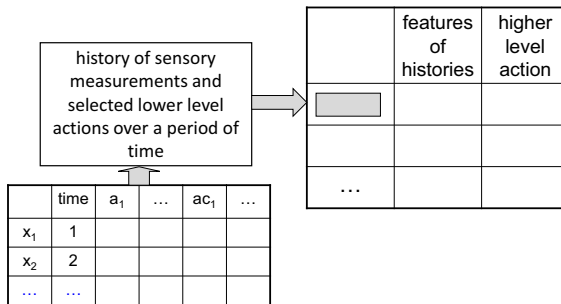 history of sensory
measurements and
selected lower level
actions over a period of
time
features
of
histories
higher
level
action
…
time a₁ … ac₁ …
x₁ 1
x₂ 2
… …